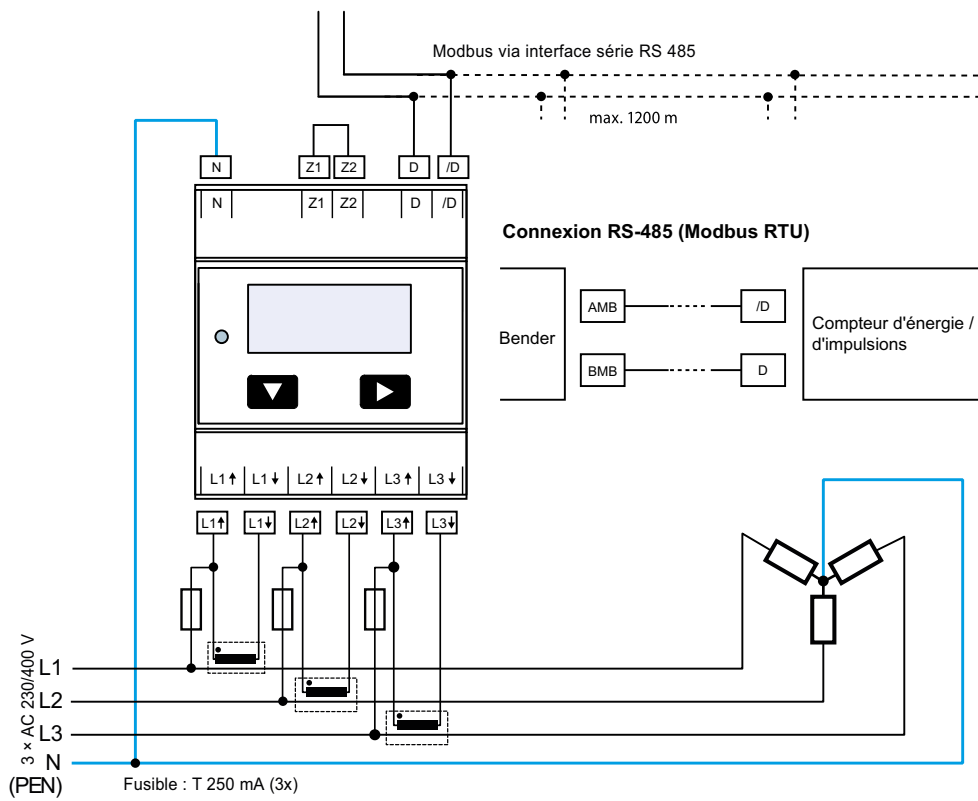 Modbus via interface série RS 485
max. 1200 m
N Z1 Z2 D /D
N Z1 Z2 D /D
Connexion RS-485 (Modbus RTU)
Bender
AMB /D
BMB D
Compteur d'énergie /
d'impulsions
L1↑ L1↓ L2↑ L2↓ L3↑ L3↓
L1↑ L1↓ L2↑ L2↓ L3↑ L3↓
3 × AC 230/400 V
L1
L2
L3
N
(PEN)
Fusible : T 250 mA (3x)